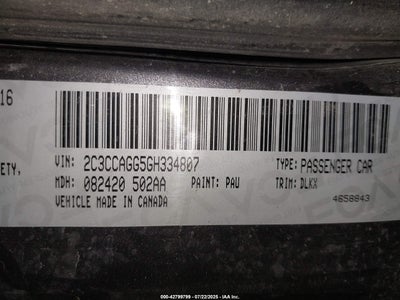 16
VIN: 2C3CCAGG5GH334807
TYPE: PASSENGER CAR
ETY,
MDH: 082420 502AA
PAINT: PAU
TRIM: DLKX
VEHICLE MADE IN CANADA
4658843
000-42799799 - 07/22/2025 - IAA Inc.